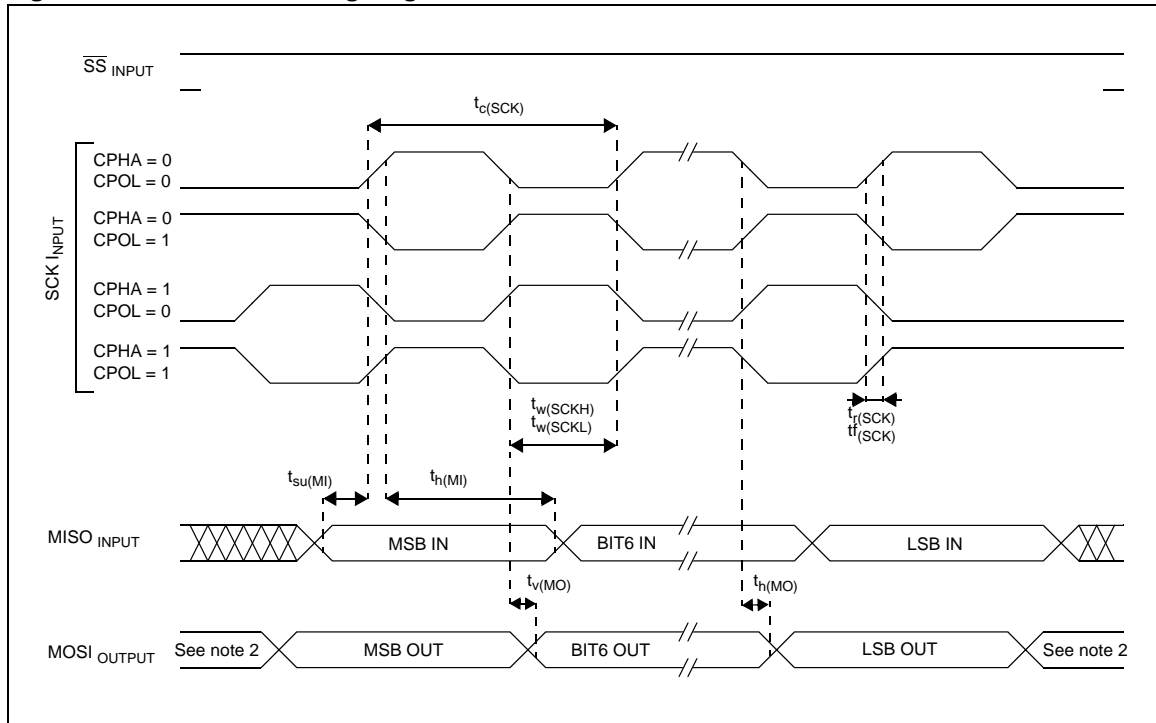 SS INPUT
tc(SCK)
SCK INPUT
CPHA = 0
CPOL = 0
CPHA = 0
CPOL = 1
CPHA = 1
CPOL = 0
CPHA = 1
CPOL = 1
tw(SCKH)
tw(SCKL)
tr(SCK)
tf(SCK)
tsu(MI)
th(MI)
MISO INPUT
MSB IN
BIT6 IN
LSB IN
tv(MO)
th(MO)
MOSI OUTPUT
See note 2
MSB OUT
BIT6 OUT
LSB OUT
See note 2